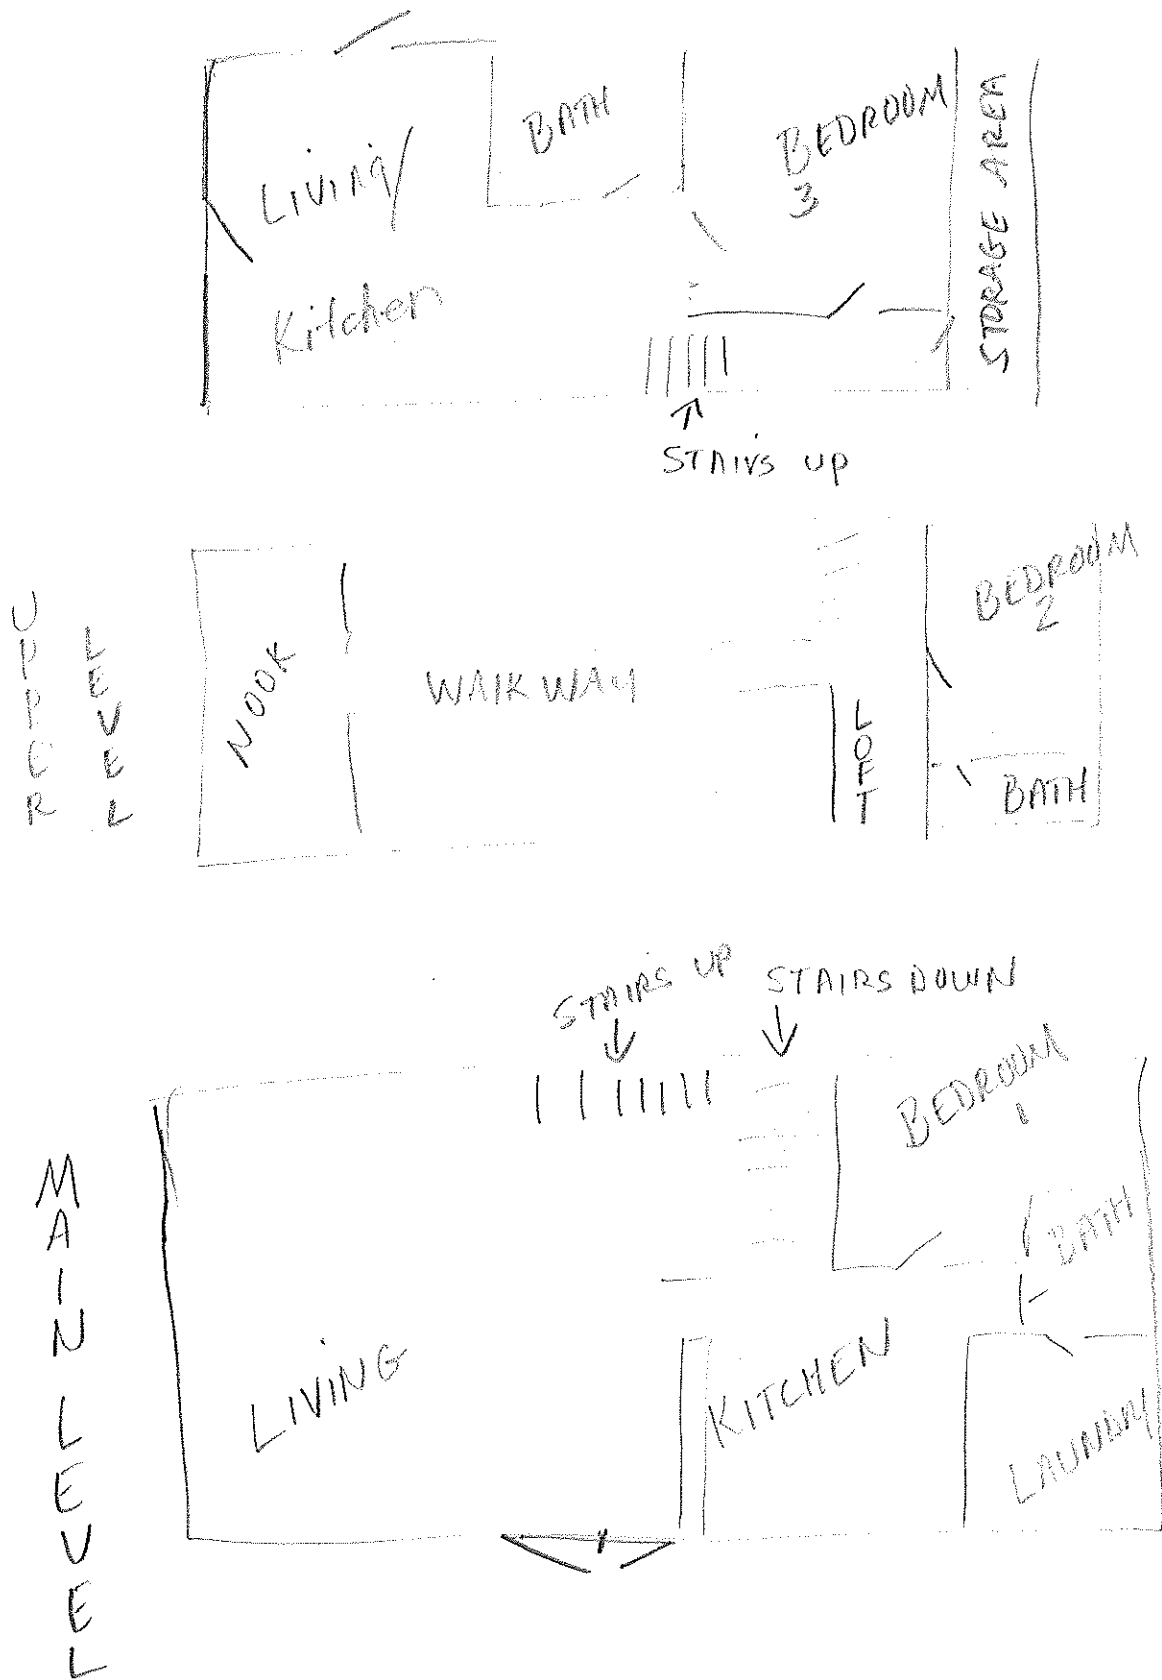 BATH
BEDROOM
3
STORAGE AREA
Living/
Kitchen
STAIRS UP
UPPER
LEVEL
NOOK
WALKWAY
LOFT
BEDROOM
2
BATH
STAIRS UP
STAIRS DOWN
MAIN LEVEL
BEDROOM
1
BATH
LIVING
KITCHEN
LAUNDRY